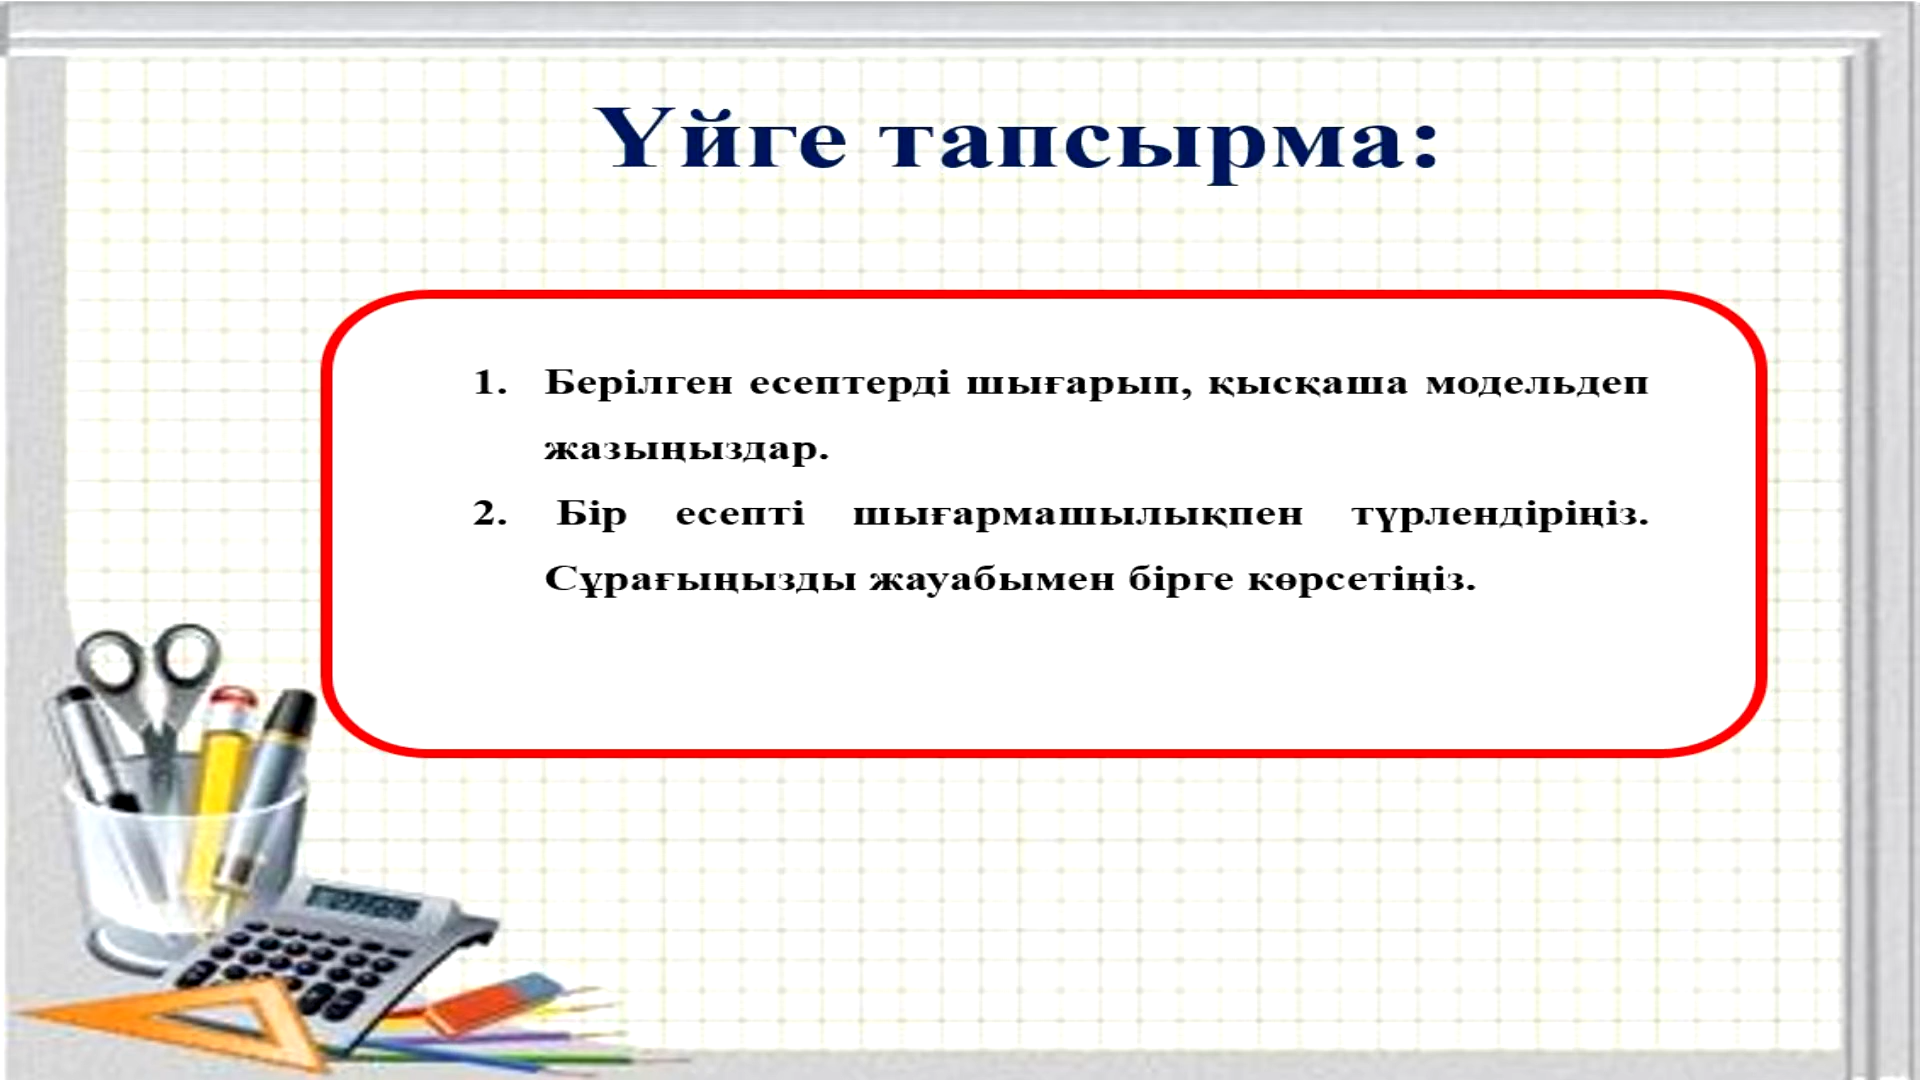 Үйге тапсырма:
1. Берілген есептерді шығарып, қысқаша модельдеп
жазыңыздар.
2. Бір есепті шығармашылықпен түрлендіріңіз.
Сұрағыңызды жауабымен бірге көрсетіңіз.